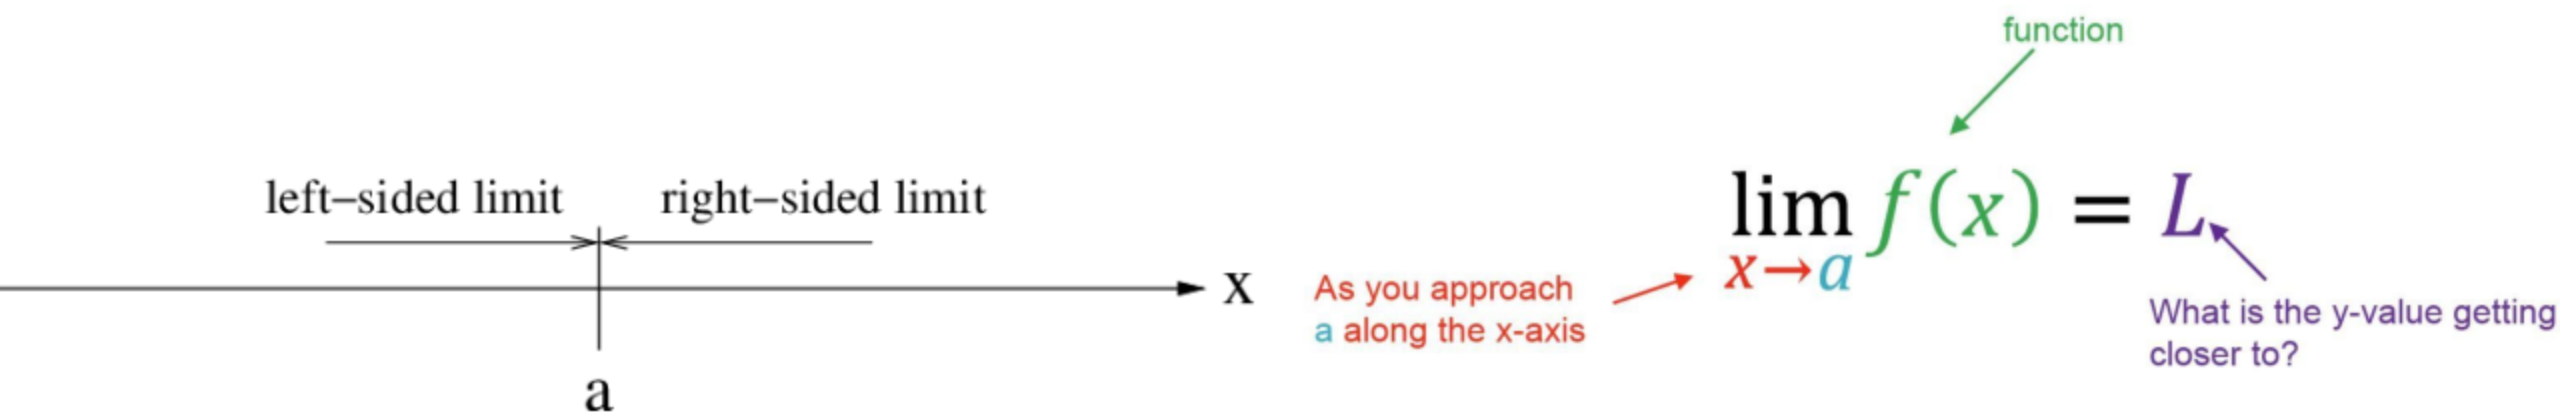 left–sided limit
right–sided limit
x
a
function
lim f(x) = L
x→a
As you approach
a along the x-axis
What is the y-value getting
closer to?